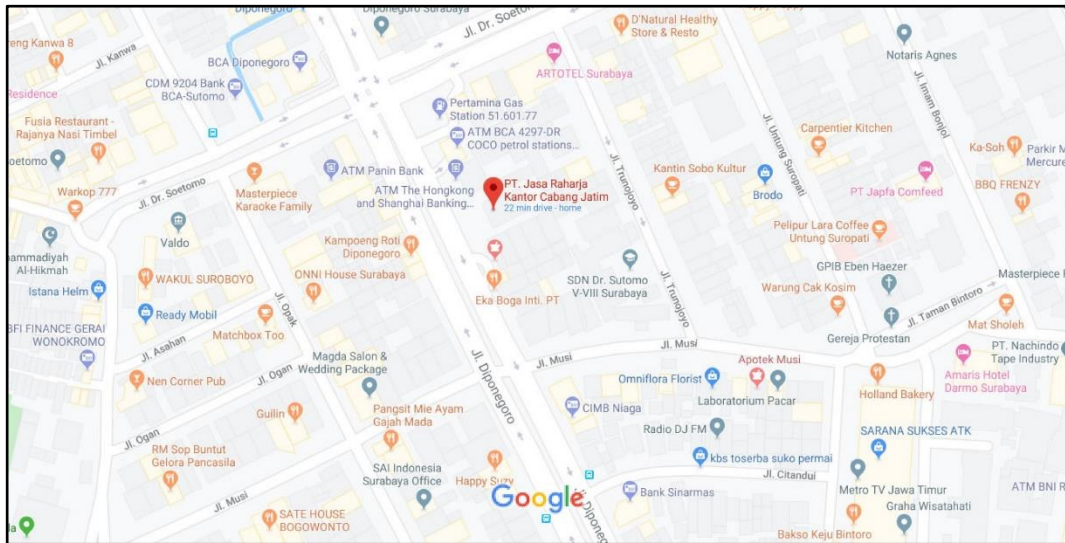 Diponegoro
Diponegoro Surabaya
Jl. Dr. Soetomo
D'Natural Healthy
Store & Resto
Notaris Agnes
reng Kanwa 8
Jl. Kanwa
Residence
BCA Diponegoro
CDM 9204 Bank
BCA-Sutomo
ARTOTEL Surabaya
Jl. Imam Bonjol
Jl. Untung Suropati
Pertamina Gas
Station 51.601.77
ATM BCA 4297-DR
COCO petrol stations...
Fusia Restaurant -
Rajanya Nasi Timbel
Soetomo
Carpentier Kitchen
Ka-Soh
Parkir M
Mercure
Jl. Trunojoyo
ATM Panin Bank
ATM The Hongkong
and Shanghai Banking...
PT. Jasa Raharja
Kantor Cabang Jatim
22 min drive - home
Kantin Sobo Kultur
Brodo
PT Japfa Comfeed
BBQ FRENZY
Warkop 777
Jl. Dr. Soetomo
Masterpiece
Karaoke Family
Valdo
Kampoeng Roti
Diponegoro
Pelipur Lara Coffee
Untung Suropati
ammadiyah
Al-Hikmah
WAKUL SUROBOYO
ONNI House Surabaya
SDN Dr. Sutomo
V-VIII Surabaya
GPIB Eben Haezer
Masterpiece
Istana Helm
Eka Boga Inti. PT
Warung Cak Kosim
Jl. Trunojoyo
Jl. Taman Bintoro
Ready Mobil
Jl. Opak
BFI FINANCE GERAI
WONOKROMO
Matchbox Too
Jl. Asahan
Mat Sholeh
Gereja Protestan
Jl. Musi
Jl. Musi
PT. Nachindo
Tape Industry
Magda Salon &
Wedding Package
Jl. Diponegoro
Apotek Musi
Amaris Hotel
Darmo Surabaya
Nen Corner Pub
Jl. Ogan
Omniflora Florist
Laboratorium Pacar
Holland Bakery
Guilin
Pangsit Mie Ayam
Gajah Mada
CIMB Niaga
Radio DJ FM
SARANA SUKSES ATK
Jl. Ogan
RM Sop Buntut
Gelora Pancasila
kbs toserba suko permai
SAI Indonesia
Surabaya Office
Happy Suzy
Jl. Citandui
Jl. Musi
Google
Jl. Diponegoro
Bank Sinarmas
Metro TV Jawa Timur
ATM BNI R
Graha Wisatahati
SATE HOUSE
BOGOWONTO
Bakso Keju Bintoro